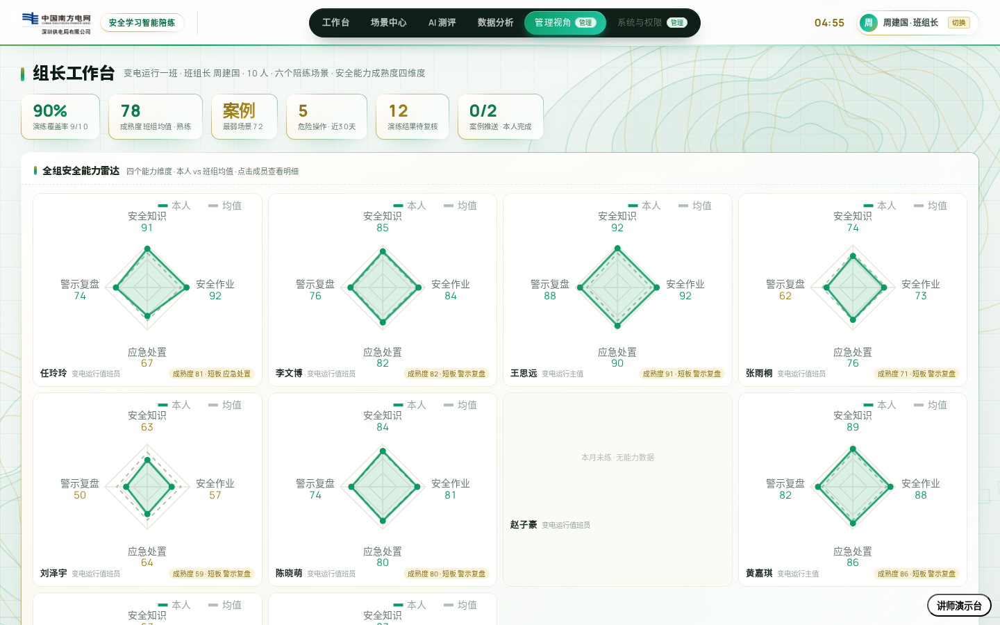 中国南方电网
CHINA SOUTHERN POWER GRID
深圳供电局有限公司
安全学习智能陪练
工作台
场景中心
AI 测评
数据分析
管理视角 管理
系统与权限 管理
04:55
周 周建国 · 班组长 切换
组长工作台 变电运行一班 · 班组长 周建国 · 10 人 · 六个陪练场景 · 安全能力成熟度四维度
90%
演练覆盖率 9/10
78
成熟度班组均值 · 熟练
案例
最弱场景 72
5
危险操作 · 近30天
12
演练结果待复核
0/2
案例推送 · 本人完成
全组安全能力雷达 四个能力维度 · 本人 vs 班组均值 · 点击成员查看明细
本人 均值
安全知识
91
警示复盘
74
安全作业
92
应急处置
67
任玲玲 变电运行值班员 成熟度 81 · 短板 应急处置
本人 均值
安全知识
85
警示复盘
76
安全作业
84
应急处置
82
李文博 变电运行值班员 成熟度 82 · 短板 警示复盘
本人 均值
安全知识
92
警示复盘
88
安全作业
92
应急处置
90
王思远 变电运行主值 成熟度 91 · 短板 警示复盘
本人 均值
安全知识
74
警示复盘
62
安全作业
73
应急处置
76
张雨桐 变电运行值班员 成熟度 71 · 短板 警示复盘
本人 均值
安全知识
63
警示复盘
50
安全作业
57
应急处置
64
刘泽宇 变电运行值班员 成熟度 59 · 短板 警示复盘
本人 均值
安全知识
84
警示复盘
74
安全作业
81
应急处置
80
陈晓萌 变电运行值班员 成熟度 80 · 短板 警示复盘
本月未练 · 无能力数据
赵子豪 变电运行值班员
本人 均值
安全知识
89
警示复盘
82
安全作业
88
应急处置
86
黄嘉琪 变电运行主值 成熟度 86 · 短板 警示复盘
本人 均值
安全知识
本人 均值
安全知识
讲师演示台